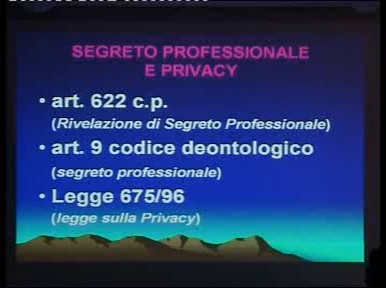 SEGRETO PROFESSIONALE
E PRIVACY
• art. 622 c.p.
(Rivelazione di Segreto Professionale)
• art. 9 codice deontologico
(segreto professionale)
• Legge 675/96
(legge sulla Privacy)